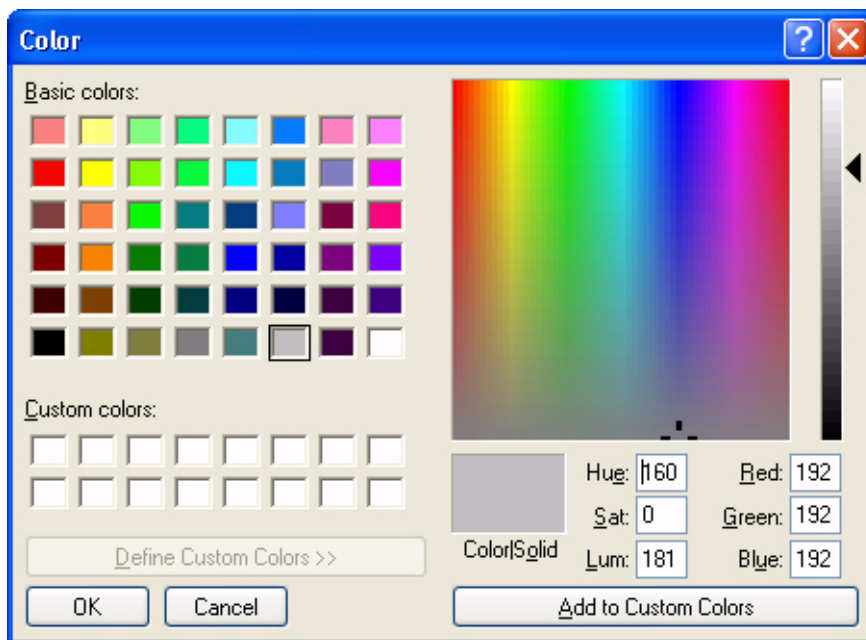 Color
Basic colors:
Custom colors:
Define Custom Colors >>
OK
Cancel
Color|Solid
Hue: 160
Sat: 0
Lum: 181
Red: 192
Green: 192
Blue: 192
Add to Custom Colors